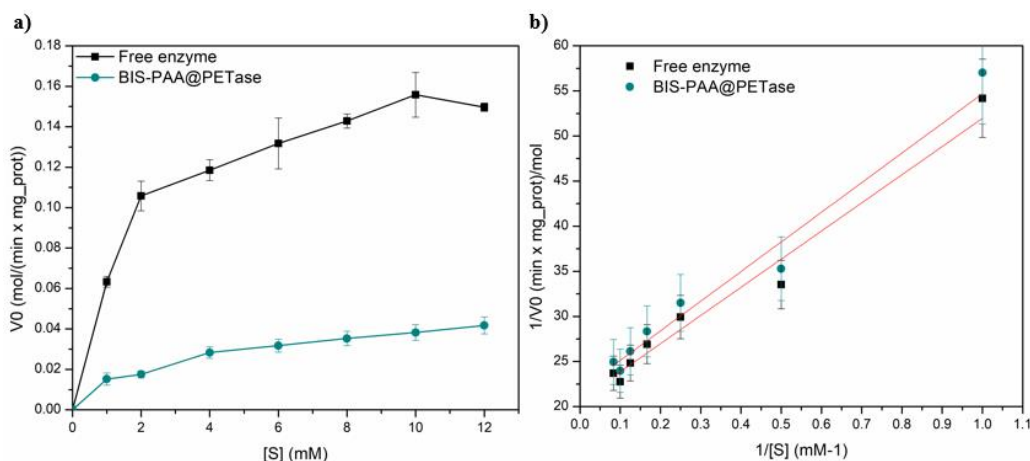 a)
V0 (mol/(min x mg_prot))
0.18
0.16
0.14
0.12
0.10
0.08
0.06
0.04
0.02
0.00
Free enzyme
BIS-PAA@PETase
0 2 4 6 8 10 12
[S] (mM)
b)
1/V0 (min x mg_prot)/mol
60
55
50
45
40
35
30
25
20
Free enzyme
BIS-PAA@PETase
0.0 0.1 0.2 0.3 0.4 0.5 0.6 0.7 0.8 0.9 1.0 1.1
1/[S] (mM-1)